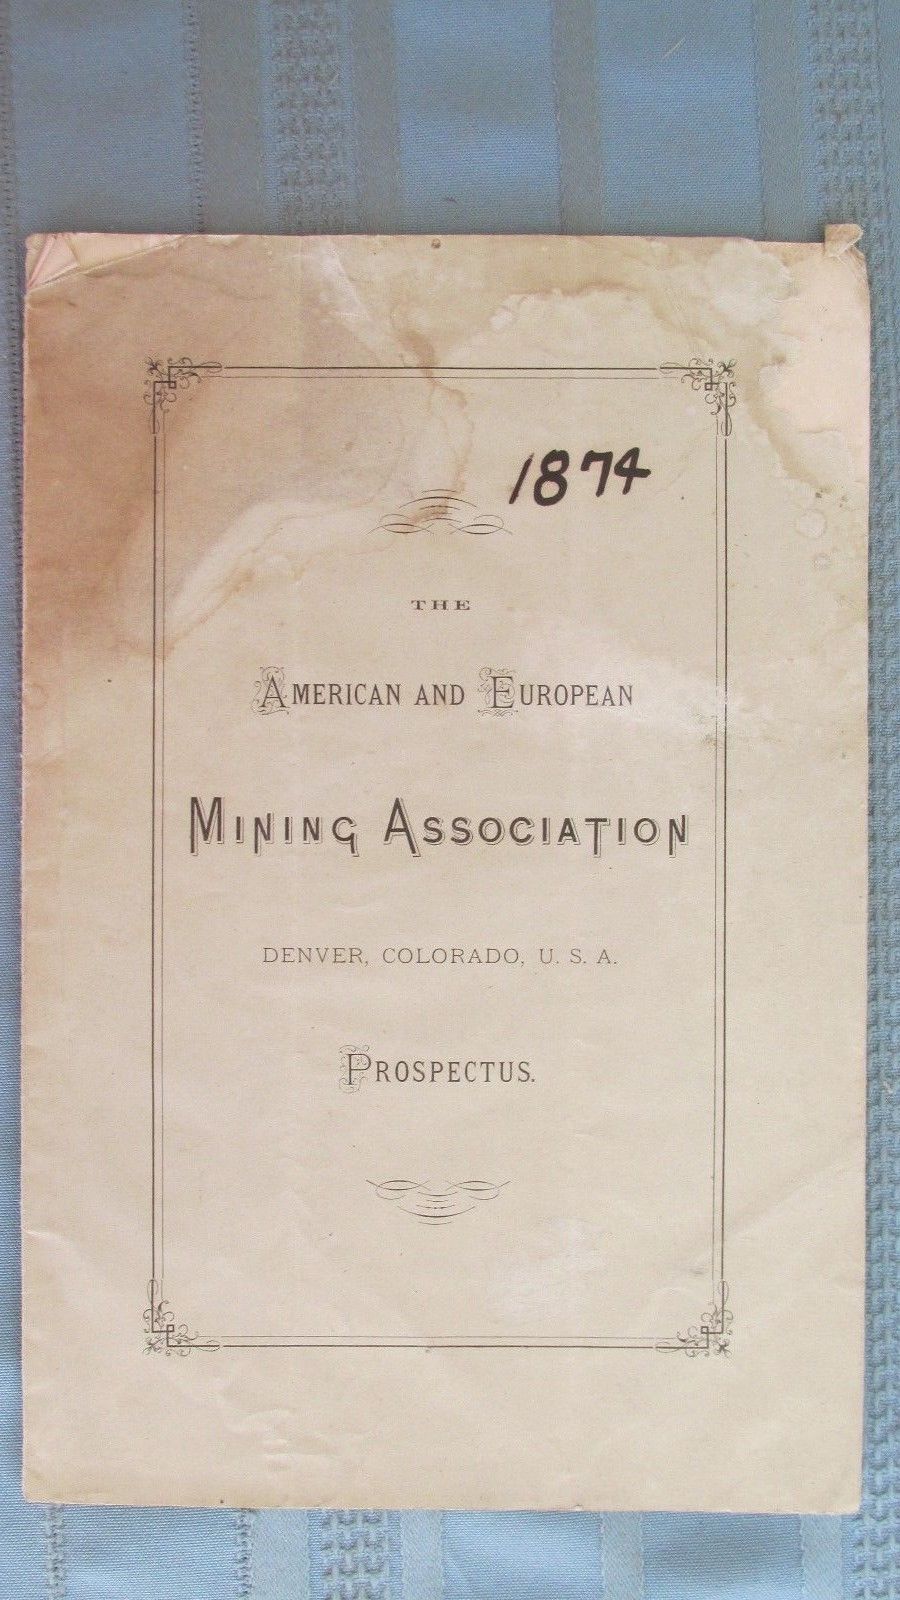 1874
THE
AMERICAN AND EUROPEAN
MINING ASSOCIATION
DENVER, COLORADO, U. S. A.
PROSPECTUS.